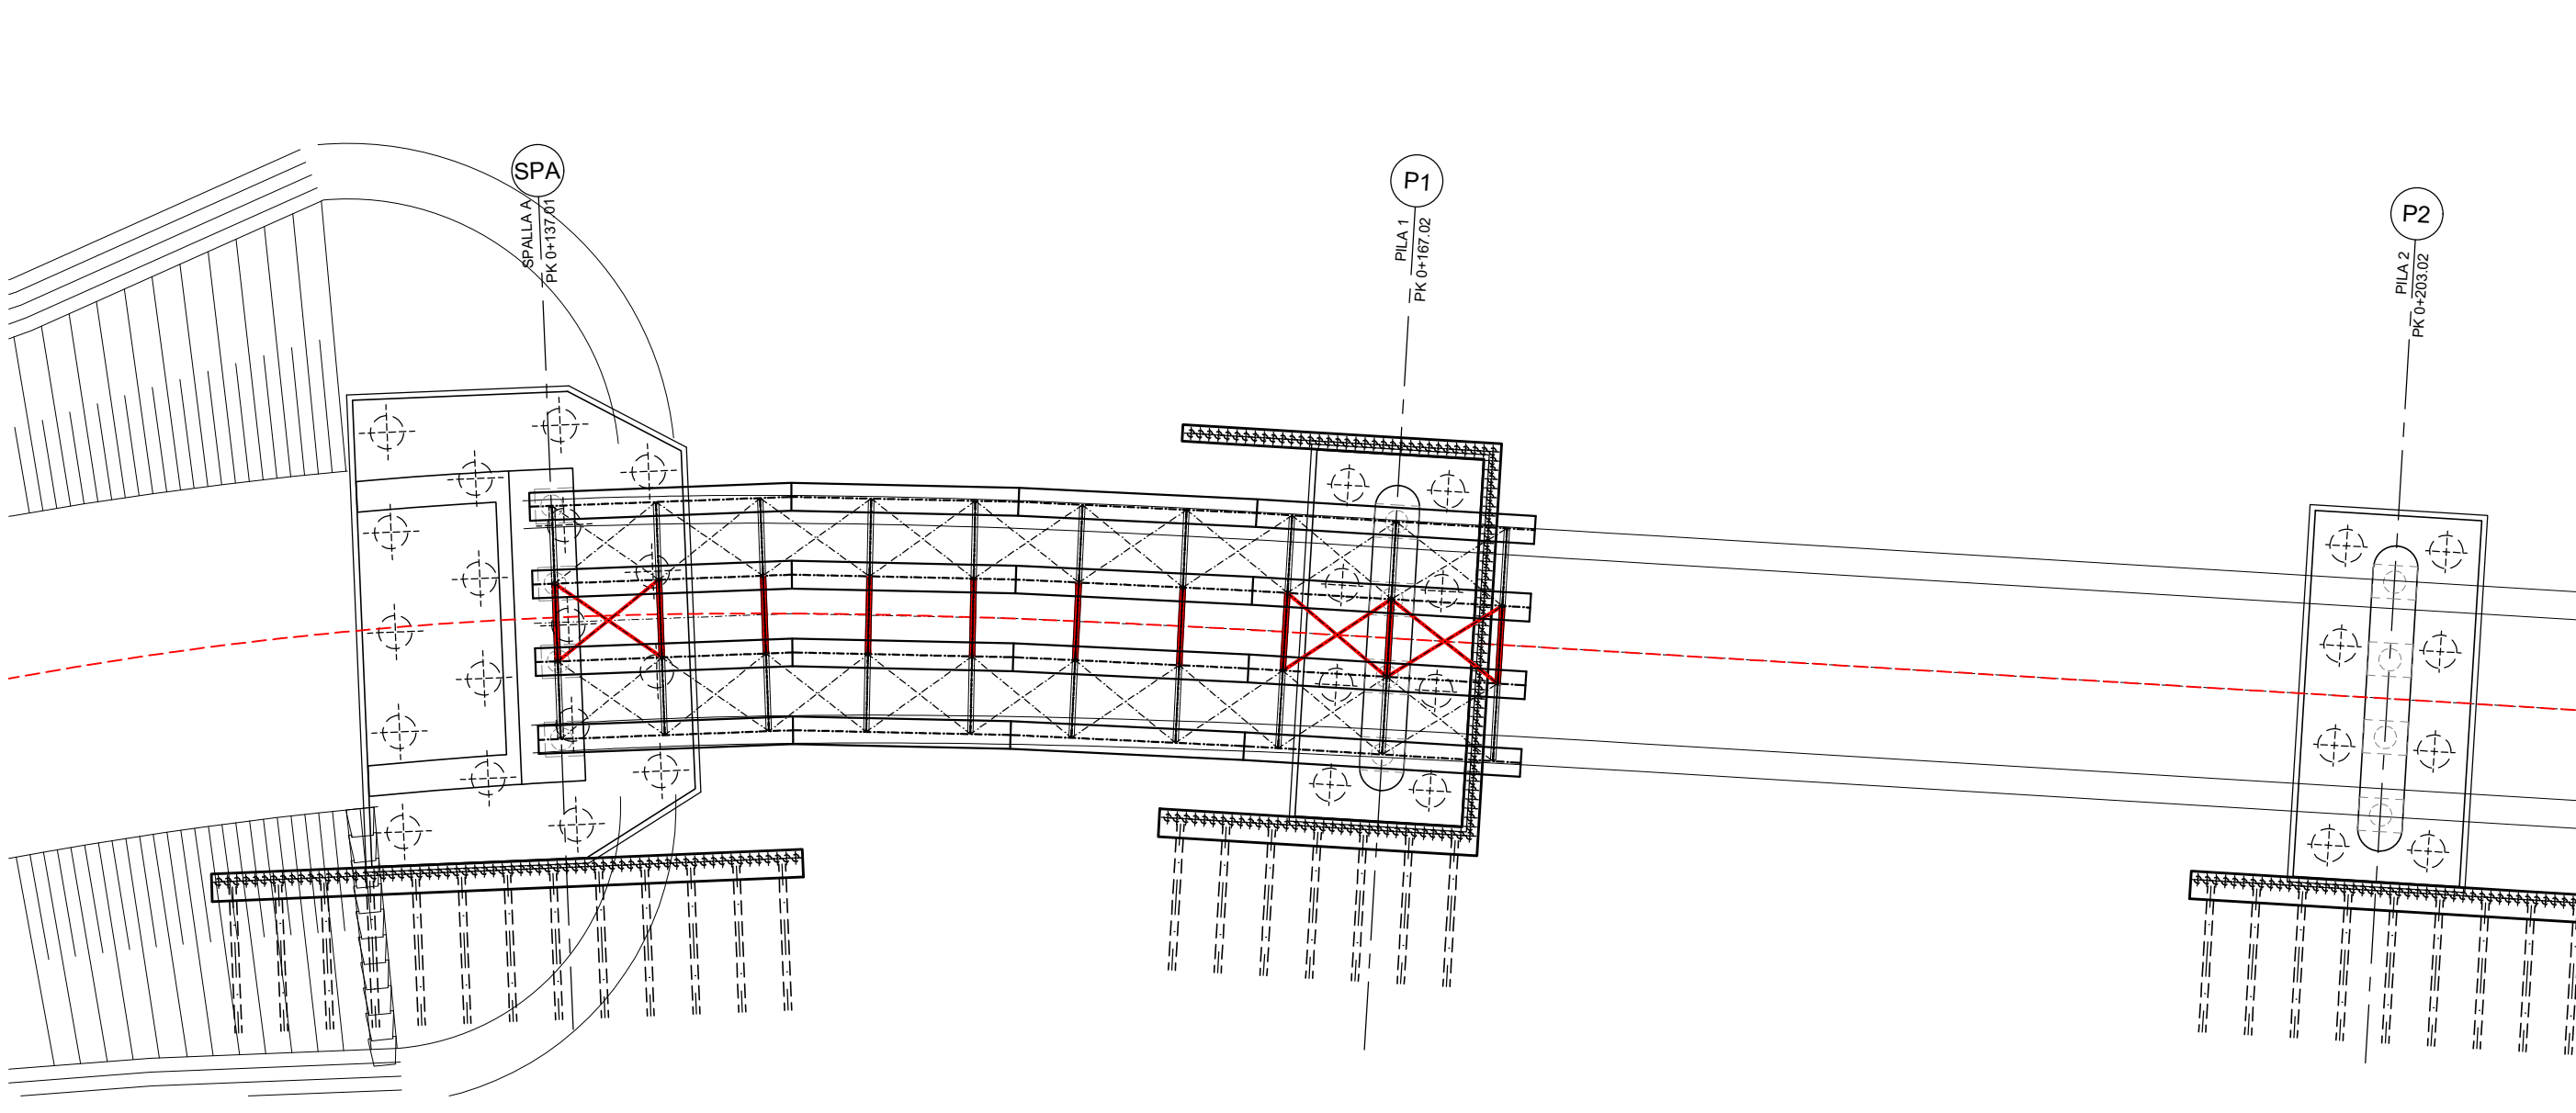 SPA
SPALLA A
PK 0+137.01
P1
PILA 1
PK 0+167.02
P2
PILA 2
PK 0+203.02